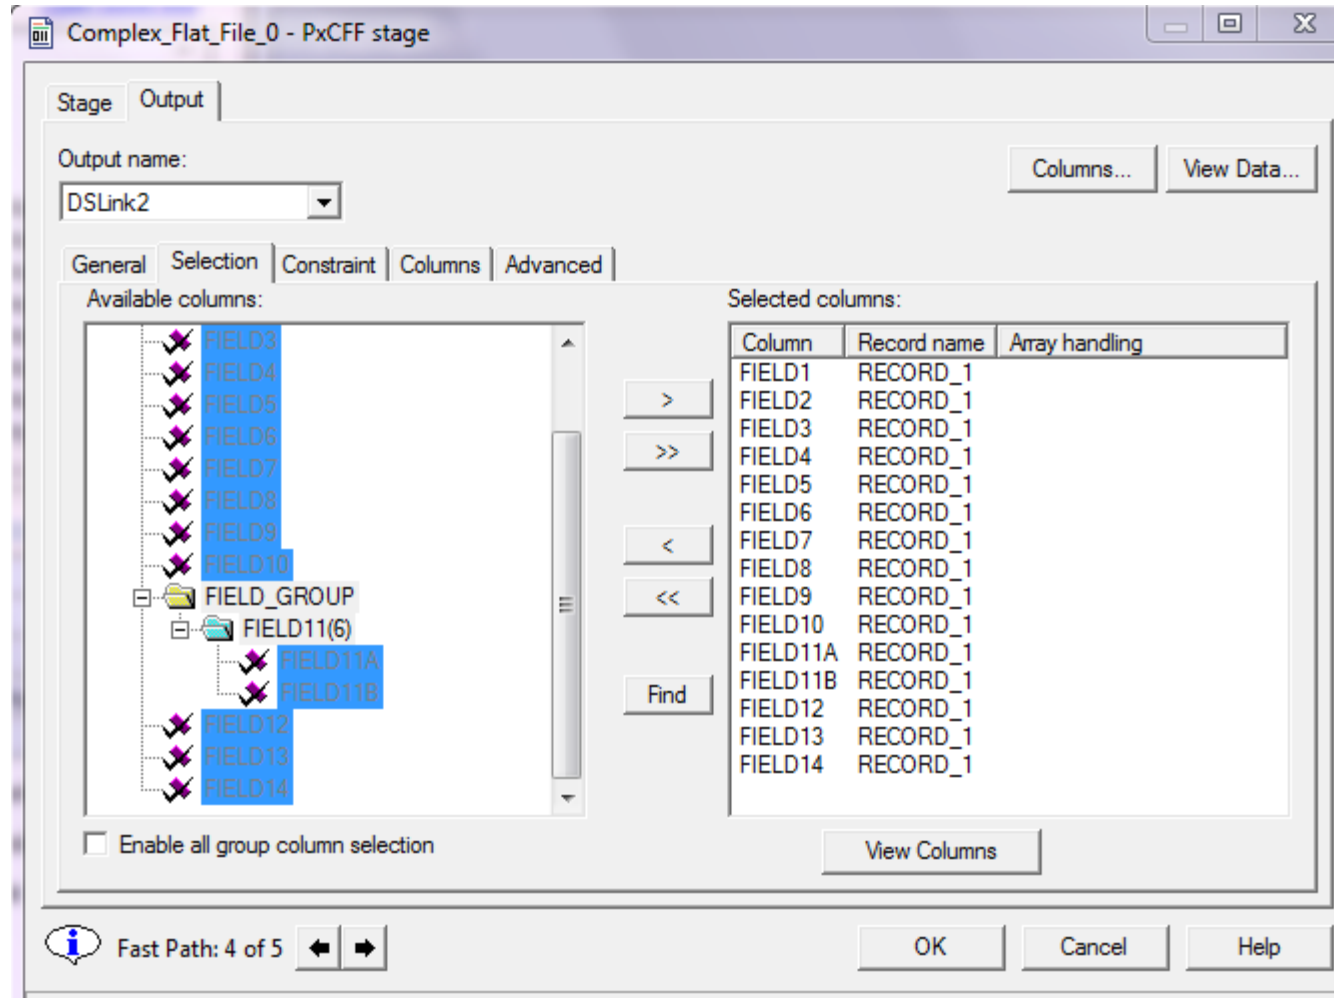 Complex_Flat_File_0 - PxCFF stage
Stage Output
Output name:
Columns... View Data...
DSLink2
General Selection Constraint Columns Advanced
Available columns:
FIELD3
FIELD4
FIELD5
FIELD6
FIELD7
FIELD8
FIELD9
FIELD10
FIELD_GROUP
FIELD11(6)
FIELD11A
FIELD11B
FIELD12
FIELD13
FIELD14
Enable all group column selection
>
>>
<
<<
Find
Selected columns:
Column Record name Array handling
FIELD1 RECORD_1
FIELD2 RECORD_1
FIELD3 RECORD_1
FIELD4 RECORD_1
FIELD5 RECORD_1
FIELD6 RECORD_1
FIELD7 RECORD_1
FIELD8 RECORD_1
FIELD9 RECORD_1
FIELD10 RECORD_1
FIELD11A RECORD_1
FIELD11B RECORD_1
FIELD12 RECORD_1
FIELD13 RECORD_1
FIELD14 RECORD_1
View Columns
Fast Path: 4 of 5
OK Cancel Help